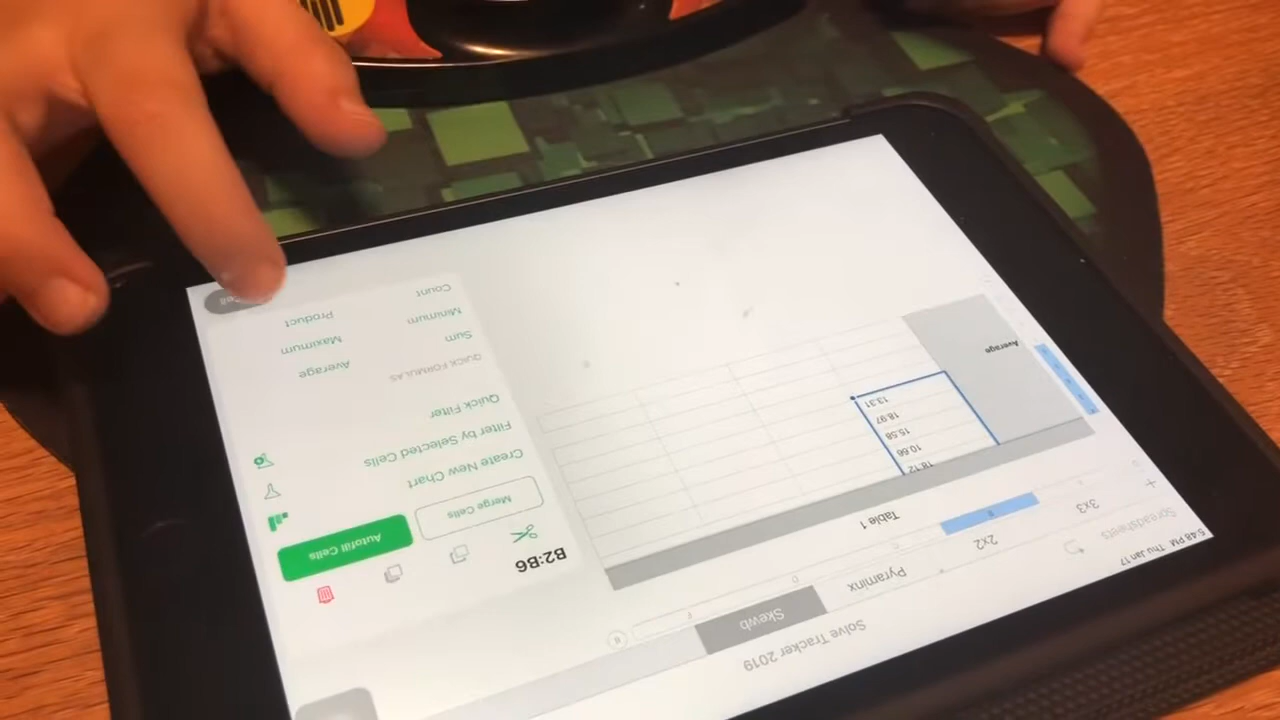 5:48 PM Thu Jan 17
Spreadsheets
Solve Tracker 2019
3x3
2x2
Pyraminx
Skewb
Table 1
Average
18.12
10.66
15.58
18.97
13.31
B2:B6
Merge Cells
Autofill Cells
Create New Chart
Filter by Selected Cells
Quick Filter
QUICK FORMULAS
Sum
Average
Minimum
Maximum
Count
Product